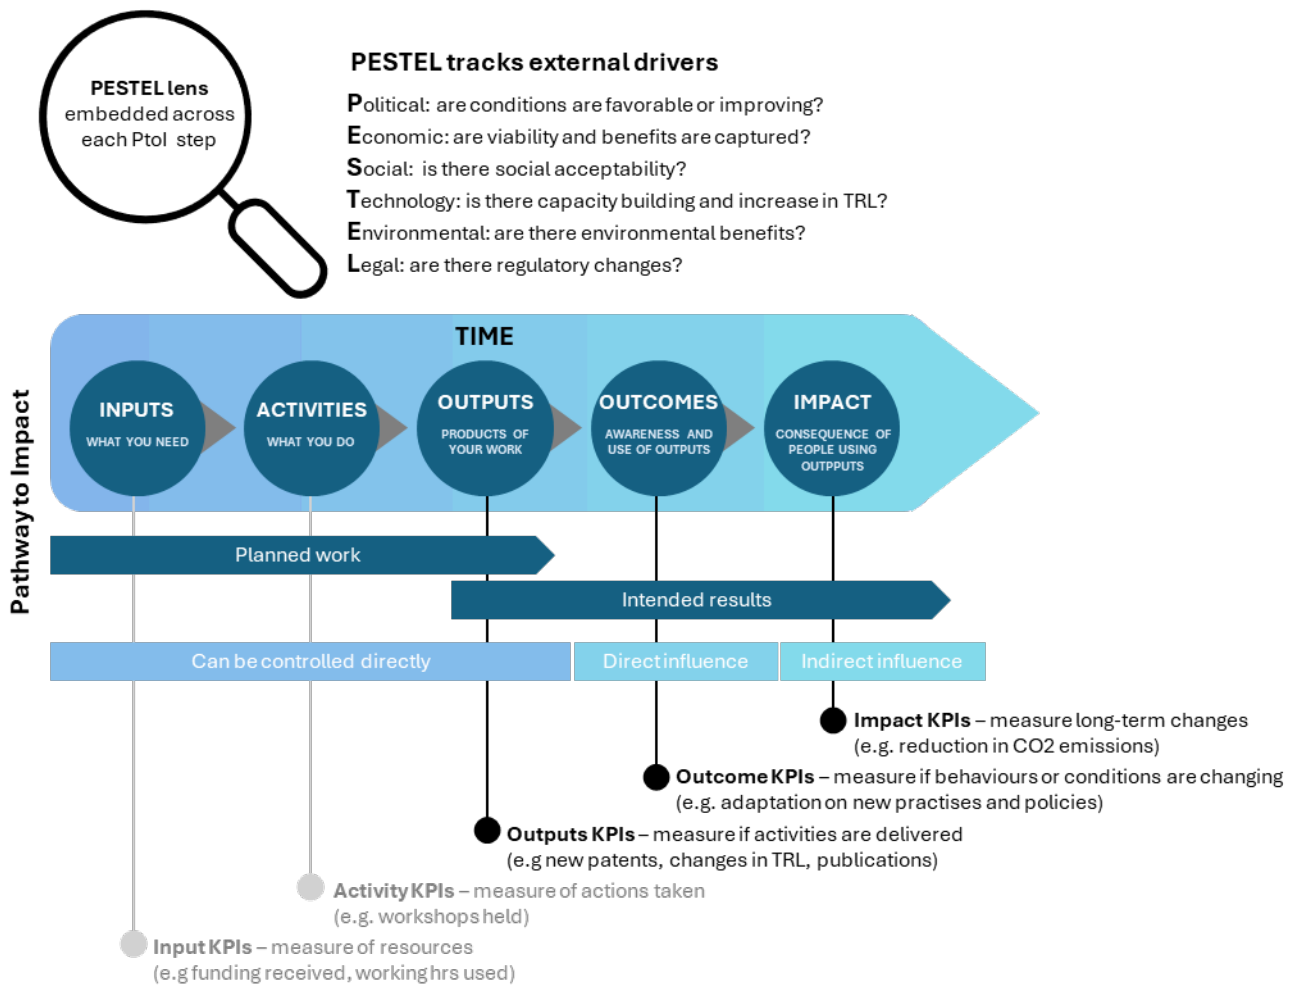 PESTEL lens
embedded across
each PtoI step
PESTEL tracks external drivers
Political: are conditions are favorable or improving?
Economic: are viability and benefits are captured?
Social: is there social acceptability?
Technology: is there capacity building and increase in TRL?
Environmental: are there environmental benefits?
Legal: are there regulatory changes?
Pathway to Impact
TIME
INPUTS
WHAT YOU NEED
ACTIVITIES
WHAT YOU DO
OUTPUTS
PRODUCTS OF
YOUR WORK
OUTCOMES
AWARENESS AND
USE OF OUTPUTS
IMPACT
CONSEQUENCE OF
PEOPLE USING
OUTPPUTS
Planned work
Intended results
Can be controlled directly
Direct influence
Indirect influence
Impact KPIs – measure long-term changes
(e.g. reduction in CO2 emissions)
Outcome KPIs – measure if behaviours or conditions are changing
(e.g. adaptation on new practises and policies)
Outputs KPIs – measure if activities are delivered
(e.g new patents, changes in TRL, publications)
Activity KPIs – measure of actions taken
(e.g. workshops held)
Input KPIs – measure of resources
(e.g funding received, working hrs used)